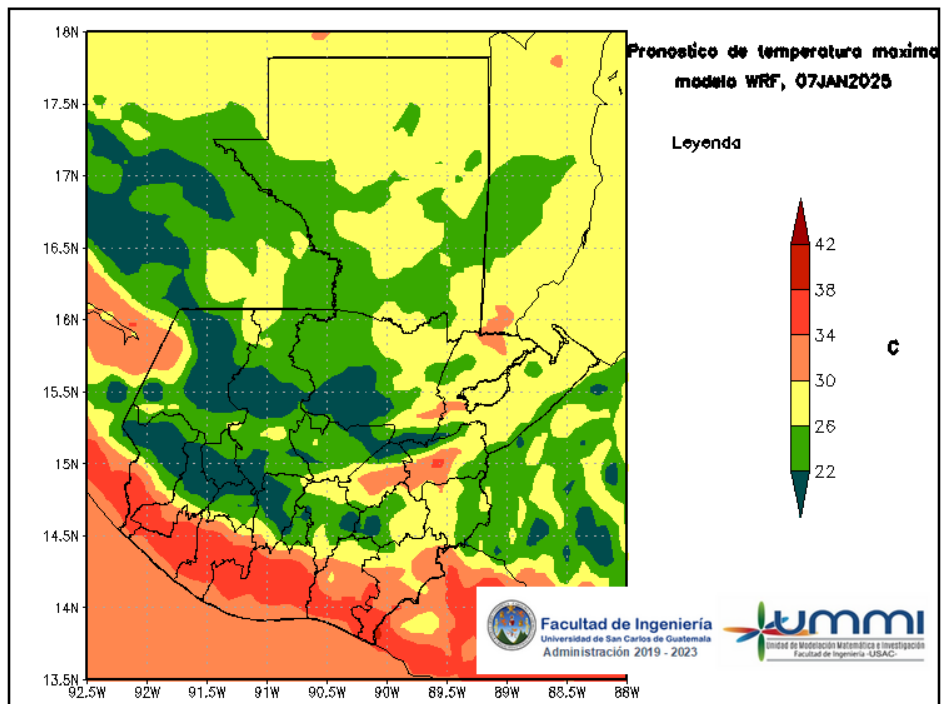 Pronostico de temperatura maxima
modelo WRF, 07JAN2025
Leyenda
42
38
34
30
26
22
C
18N
17.5N
17N
16.5N
16N
15.5N
15N
14.5N
14N
13.5N
92.5W 92W 91.5W 91W 90.5W 90W 89.5W 89W 88.5W 88W
Facultad de Ingeniería
Universidad de San Carlos de Guatemala
Administración 2019 - 2023
UMMI
Unidad de Modelación Matemática e Investigación
Facultad de Ingeniería -USAC-